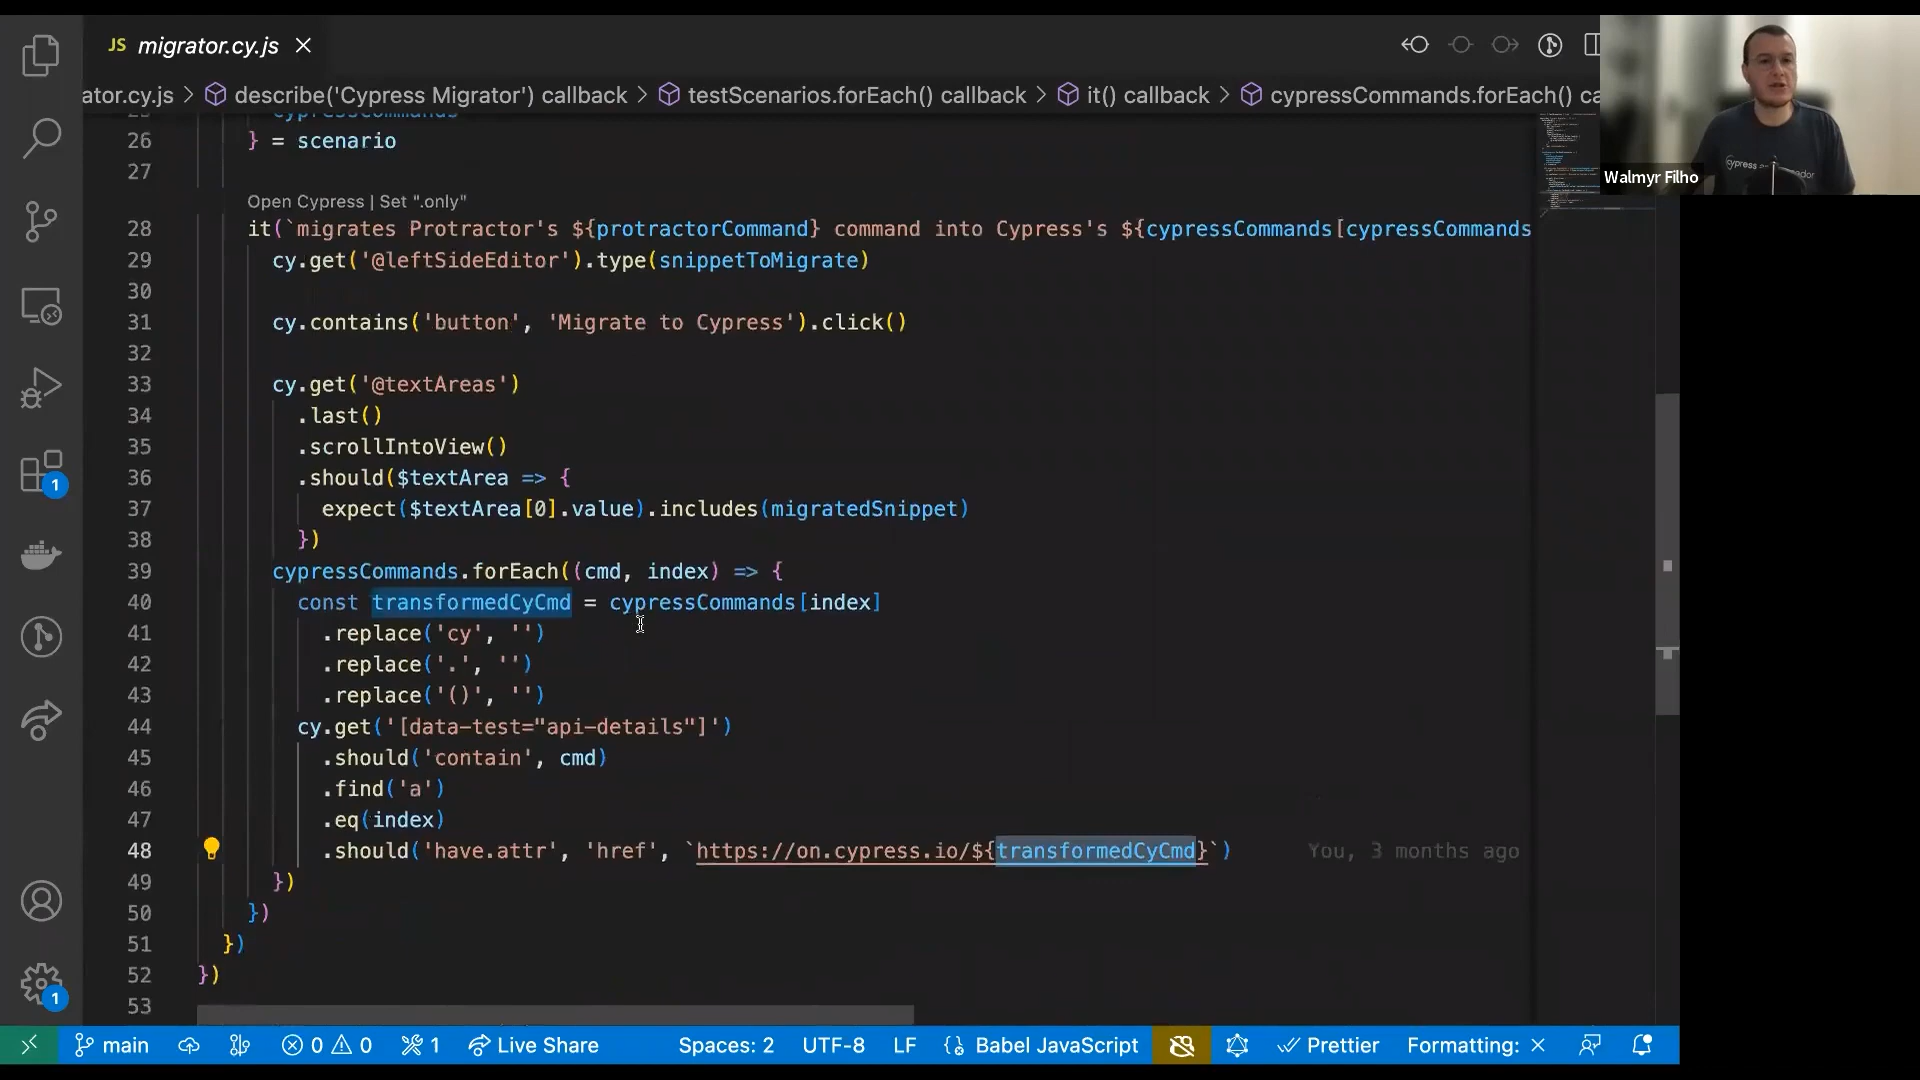 JS migrator.cy.js
ator.cy.js > describe('Cypress Migrator') callback > testScenarios.forEach() callback > it() callback > cypressCommands.forEach() ca
25 cypressCommands
26 } = scenario
27
Open Cypress | Set ".only"
28 it(`migrates Protractor's ${protractorCommand} command into Cypress's ${cypressCommands[cypressCommands
29 cy.get('@leftSideEditor').type(snippetToMigrate)
30
31 cy.contains('button', 'Migrate to Cypress').click()
32
33 cy.get('@textAreas')
34 .last()
35 .scrollIntoView()
36 .should($textArea => {
37 expect($textArea[0].value).includes(migratedSnippet)
38 })
39 cypressCommands.forEach((cmd, index) => {
40 const transformedCyCmd = cypressCommands[index]
41 .replace('cy', '')
42 .replace('.', '')
43 .replace('()', '')
44 cy.get('[data-test="api-details"]')
45 .should('contain', cmd)
46 .find('a')
47 .eq(index)
48 .should('have.attr', 'href', `https://on.cypress.io/${transformedCyCmd}`) You, 3 months ago
49 })
50 })
51 })
52 })
53
1
1
Walmyr Filho
main 0 0 1 Live Share Spaces: 2 UTF-8 LF Babel JavaScript Prettier Formatting: ×